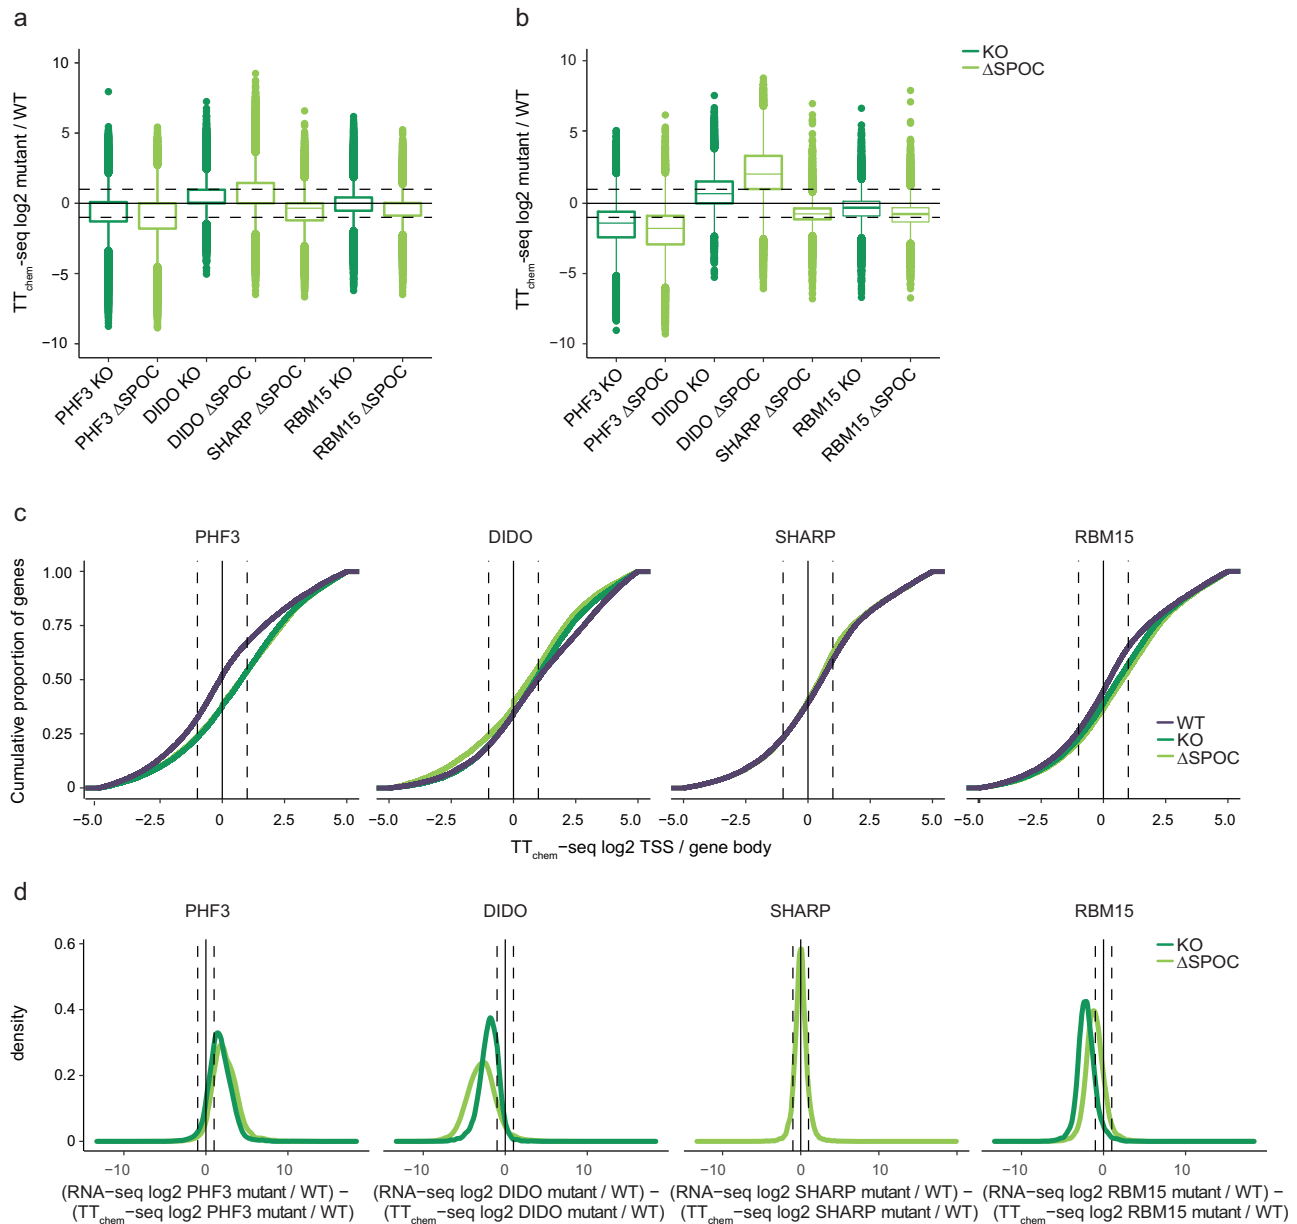 a
b
KO
ΔSPOC
TTchem-seq log2 mutant / WT
10
5
0
−5
−10
PHF3 KO
PHF3 ΔSPOC
DIDO KO
DIDO ΔSPOC
SHARP ΔSPOC
RBM15 KO
RBM15 ΔSPOC
TTchem-seq log2 mutant / WT
10
5
0
−5
−10
PHF3 KO
PHF3 ΔSPOC
DIDO KO
DIDO ΔSPOC
SHARP ΔSPOC
RBM15 KO
RBM15 ΔSPOC
c
PHF3
DIDO
SHARP
RBM15
Cumulative proportion of genes
1.00
0.75
0.50
0.25
0
WT
KO
ΔSPOC
−5.0 −2.5 0 2.5 5.0
−5.0 −2.5 0 2.5 5.0
−5.0 −2.5 0 2.5 5.0
−5.0 −2.5 0 2.5 5.0
TTchem−seq log2 TSS / gene body
d
PHF3
DIDO
SHARP
RBM15
density
0.6
0.4
0.2
0
KO
ΔSPOC
−10 0 10
−10 0 10
−10 0 10
−10 0 10
(RNA−seq log2 PHF3 mutant / WT) −
(TTchem−seq log2 PHF3 mutant / WT)
(RNA−seq log2 DIDO mutant / WT) −
(TTchem−seq log2 DIDO mutant / WT)
(RNA−seq log2 SHARP mutant / WT) −
(TTchem−seq log2 SHARP mutant / WT)
(RNA−seq log2 RBM15 mutant / WT) −
(TTchem−seq log2 RBM15 mutant / WT)